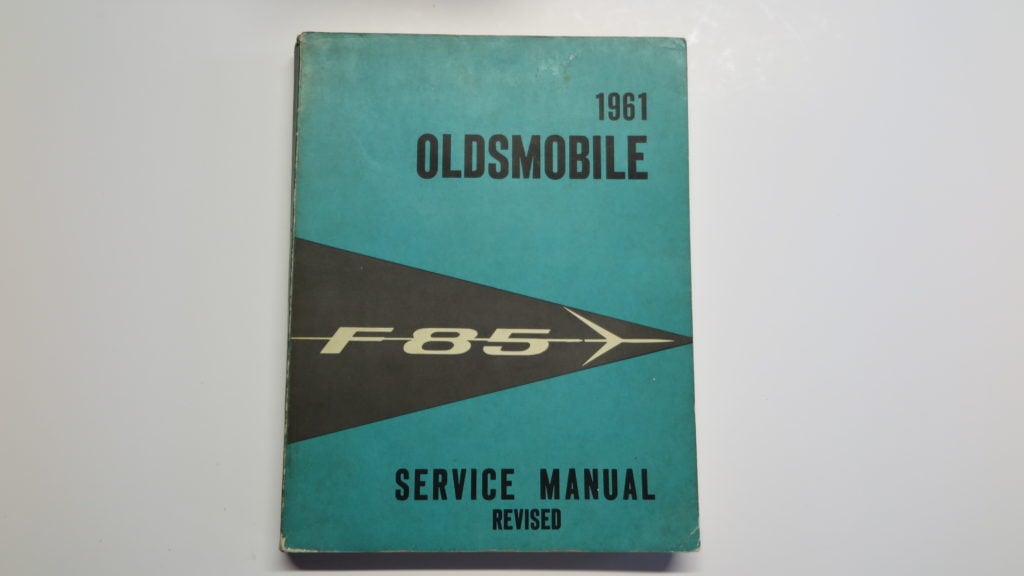 1961
OLDSMOBILE
F-85
SERVICE MANUAL
REVISED